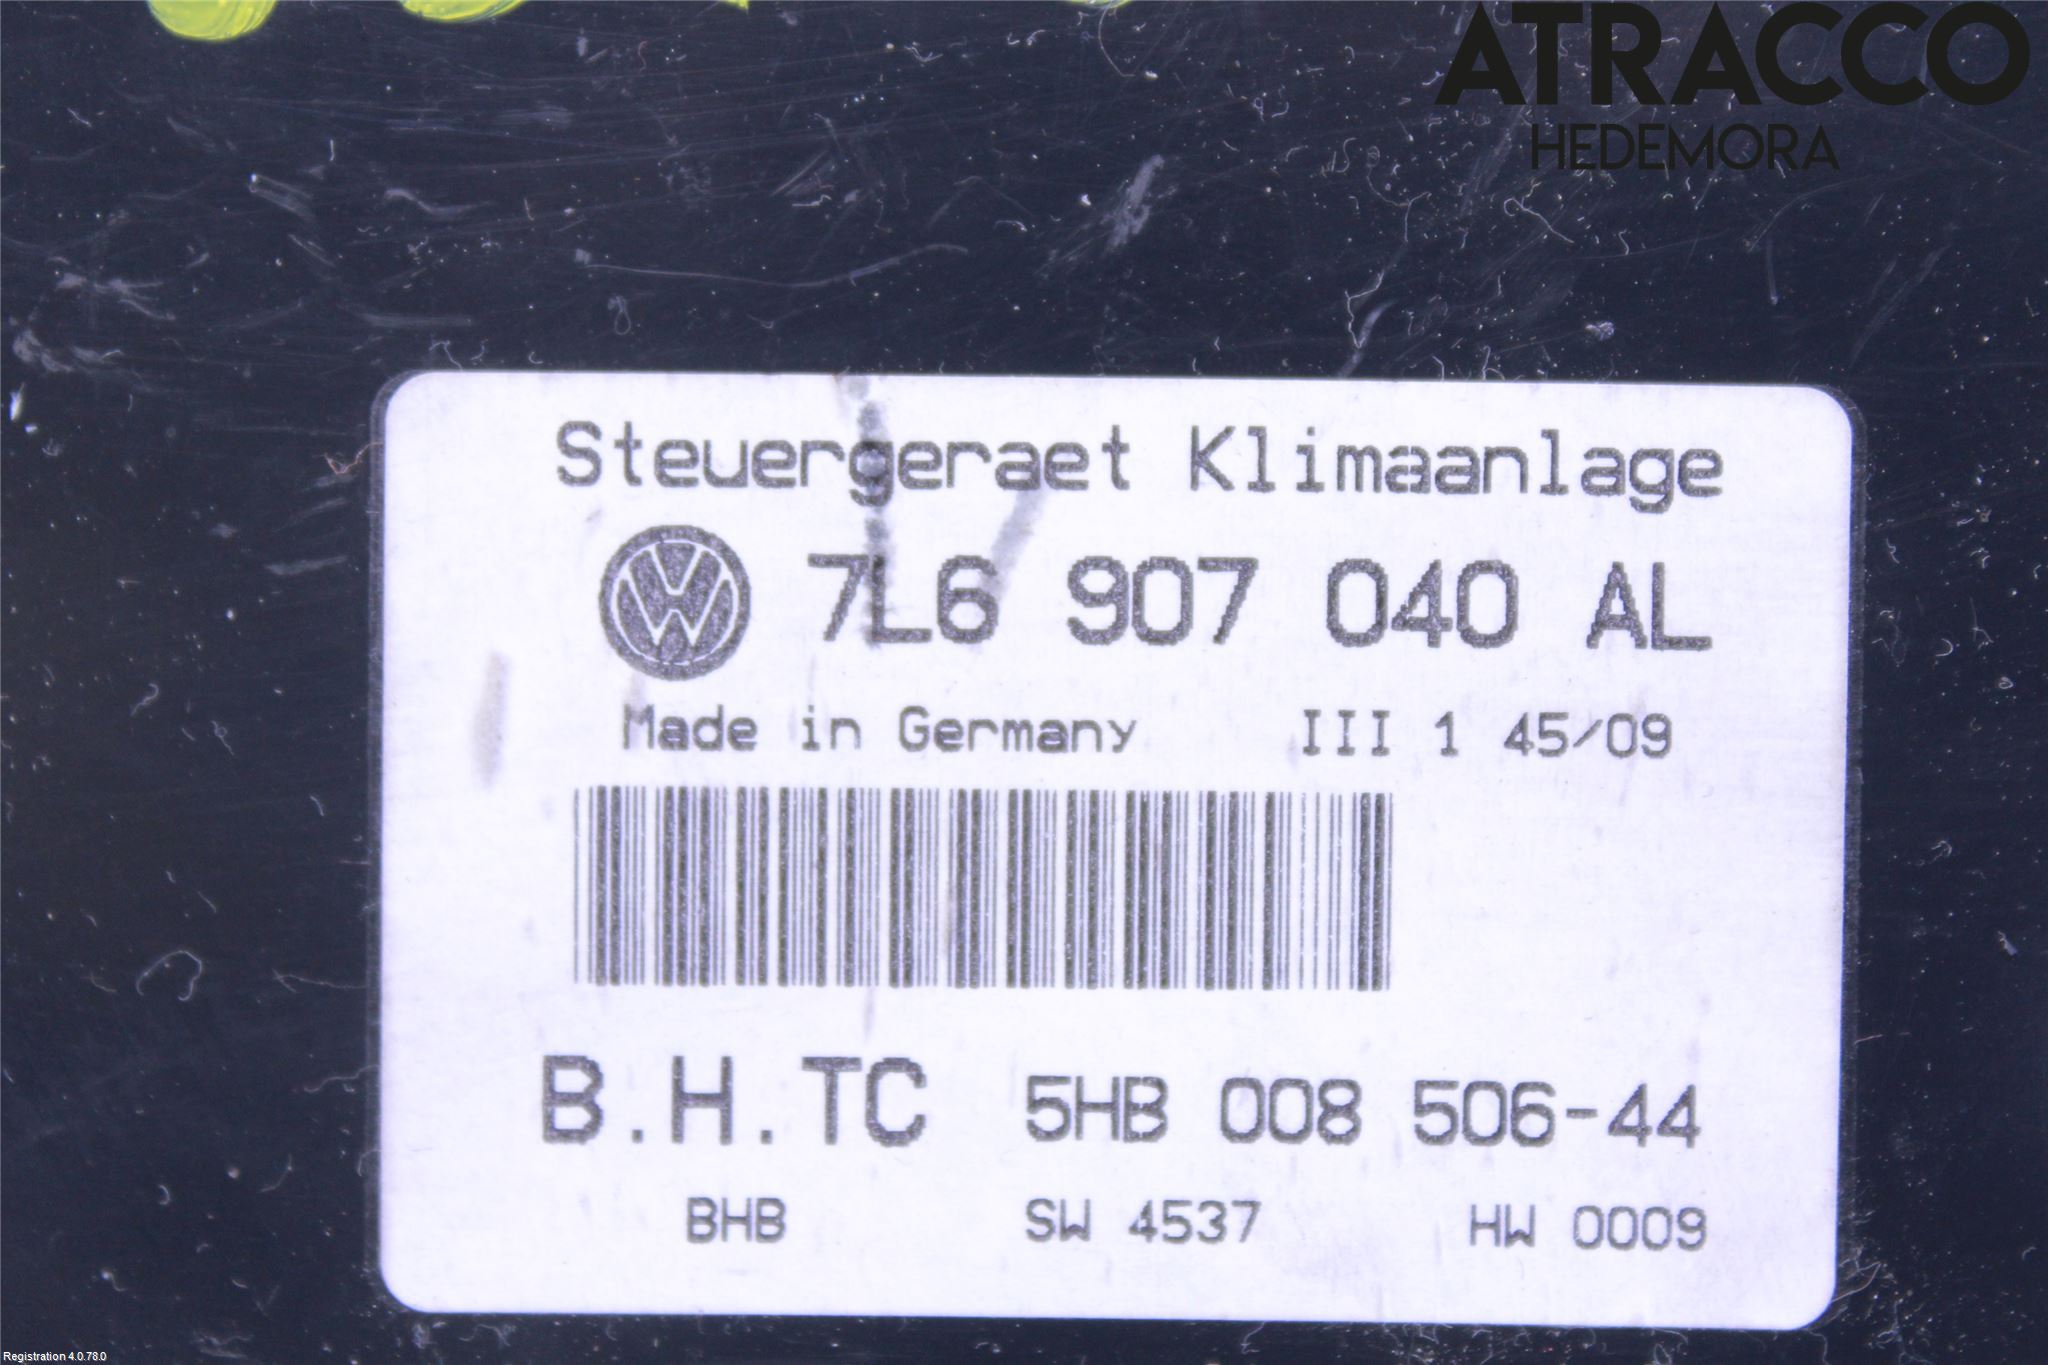 ATRACCO
HEDEMORA
Steuergeraet Klimaanlage
7L6 907 040 AL
Made in Germany III 1 45/09
B.H.TC 5HB 008 506-44
BHB SW 4537 HW 0009
Registration 4.0.78.0